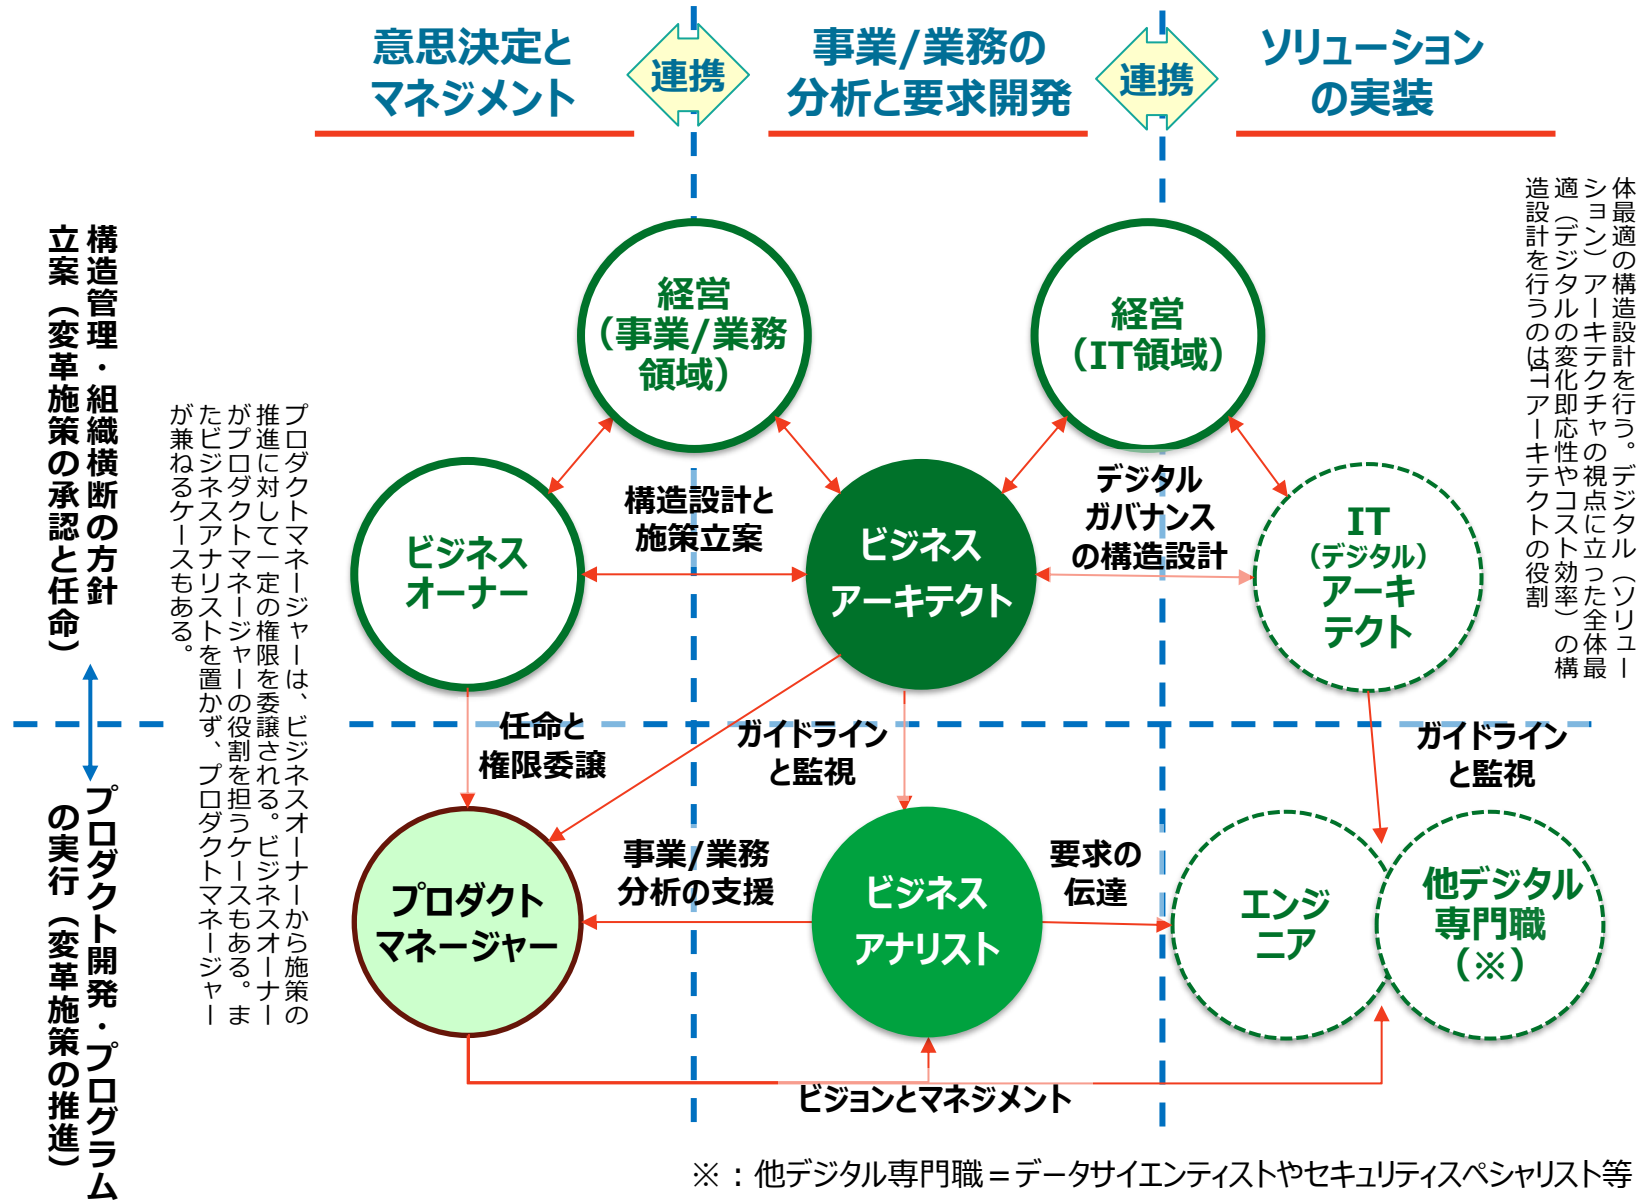 意思決定と
マネジメント
連携
事業/業務の
分析と要求開発
連携
ソリューション
の実装
構造管理・組織横断の方針
立案（変革施策の承認と任命）
プロダクト開発・プログラム
の実行（変革施策の推進）
プロダクトマネージャーは、ビジネスオーナーから施策の
推進に対して一定の権限を委譲される。ビジネスオーナー
がプロダクトマネージャーの役割を担うケースもある。ま
たビジネスアナリストを置かず、プロダクトマネージャー
が兼ねるケースもある。
体最適の構造設計を行う。デジタル（ソリュー
ション）アーキテクチャの視点に立った全体最
適（デジタルの変化即応性やコスト効率）の構
造設計を行うのはITアーキテクトの役割
経営
（事業/業務
領域）
経営
（IT領域）
ビジネス
オーナー
構造設計と
施策立案
ビジネス
アーキテクト
デジタル
ガバナンス
の構造設計
IT
（デジタル）
アーキ
テクト
任命と
権限委譲
ガイドライン
と監視
ガイドライン
と監視
プロダクト
マネージャー
事業/業務
分析の支援
ビジネス
アナリスト
要求の
伝達
エンジ
ニア
他デジタル
専門職
（※）
ビジョンとマネジメント
※：他デジタル専門職＝データサイエンティストやセキュリティスペシャリスト等